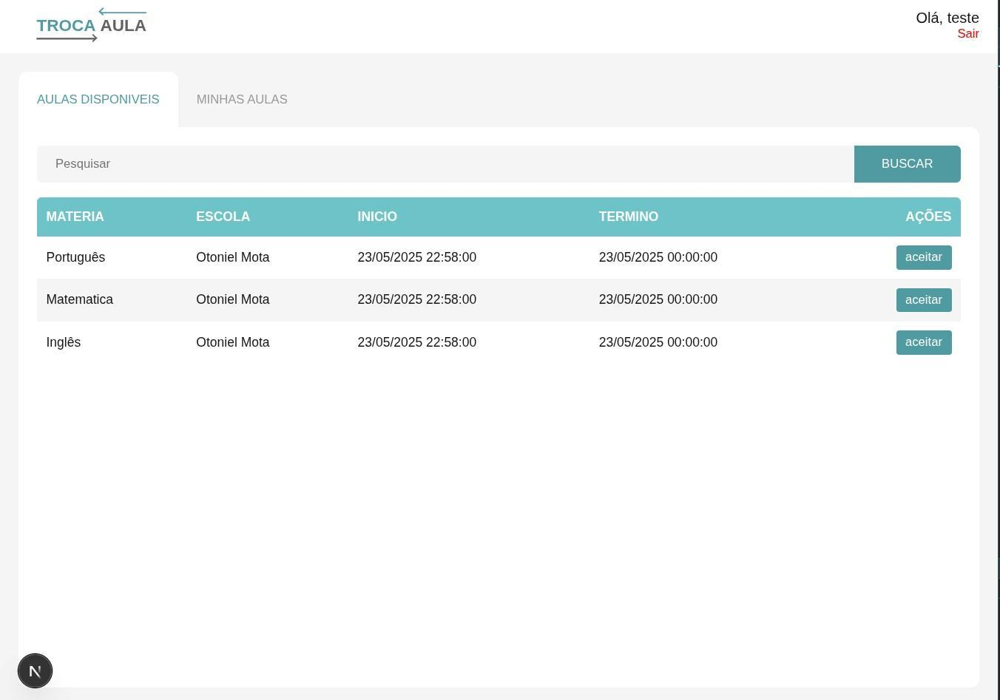 TROCA AULA
Olá, teste
Sair
AULAS DISPONIVEIS MINHAS AULAS
Pesquisar BUSCAR
MATERIA ESCOLA INICIO TERMINO AÇÕES
Português Otoniel Mota 23/05/2025 22:58:00 23/05/2025 00:00:00 aceitar
Matematica Otoniel Mota 23/05/2025 22:58:00 23/05/2025 00:00:00 aceitar
Inglês Otoniel Mota 23/05/2025 22:58:00 23/05/2025 00:00:00 aceitar
N